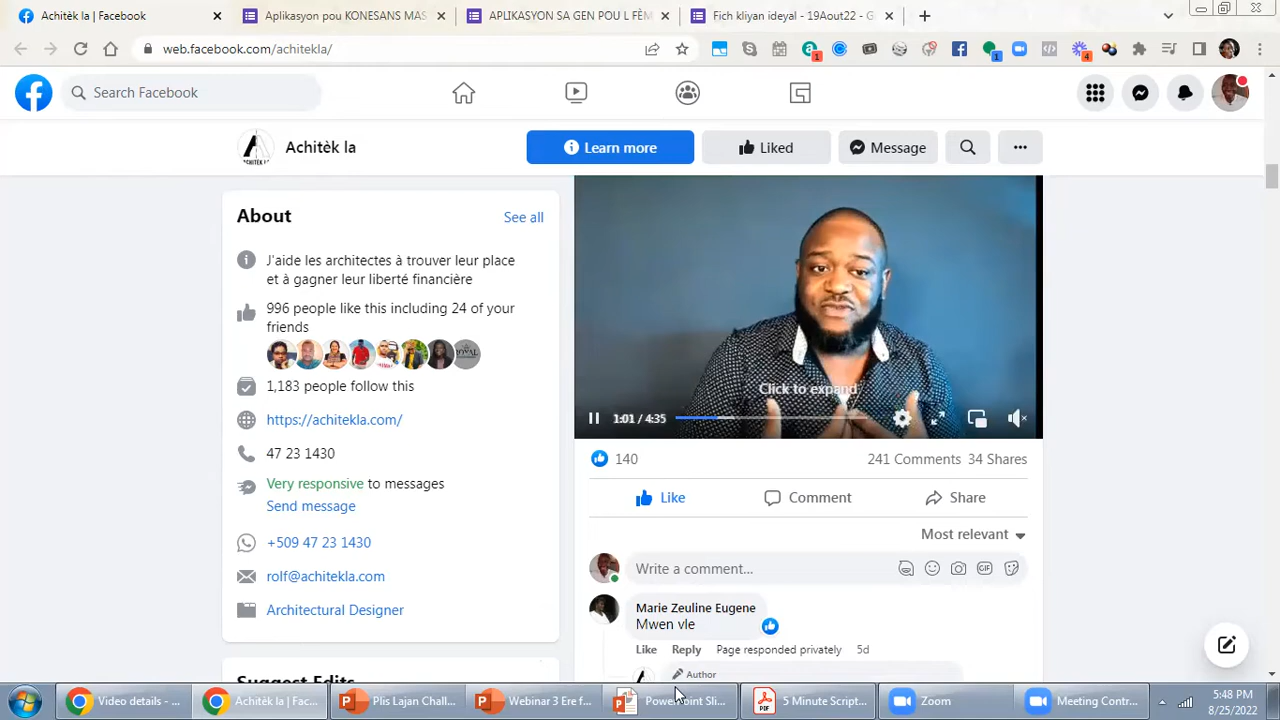 Achitèk la | Facebook
Aplikasyon pou KONESANS MAS
APLIKASYON SA GEN POU L FÈM
Fich kliyan ideyal - 19Aout22 - G
web.facebook.com/achitekla/
1
1
4
Search Facebook
Achitèk la
Learn more
Liked
Message
About
See all
J'aide les architectes à trouver leur place
et à gagner leur liberté financière
996 people like this including 24 of your
friends
1,183 people follow this
https://achitekla.com/
47 23 1430
Very responsive to messages
Send message
+509 47 23 1430
rolf@achitekla.com
Architectural Designer
Suggest Edits
Click to expand
1:01 / 4:35
140
241 Comments 34 Shares
Like
Comment
Share
Most relevant
Write a comment...
GIF
Marie Zeuline Eugene
Mwen vle
Like Reply Page responded privately 5d
Author
Video details - ...
Achitèk la | Fac...
Plis Lajan Chall...
Webinar 3 Ere f...
PowerPoint Sli...
5 Minute Script...
Zoom
Meeting Contr...
5:48 PM
8/25/2022